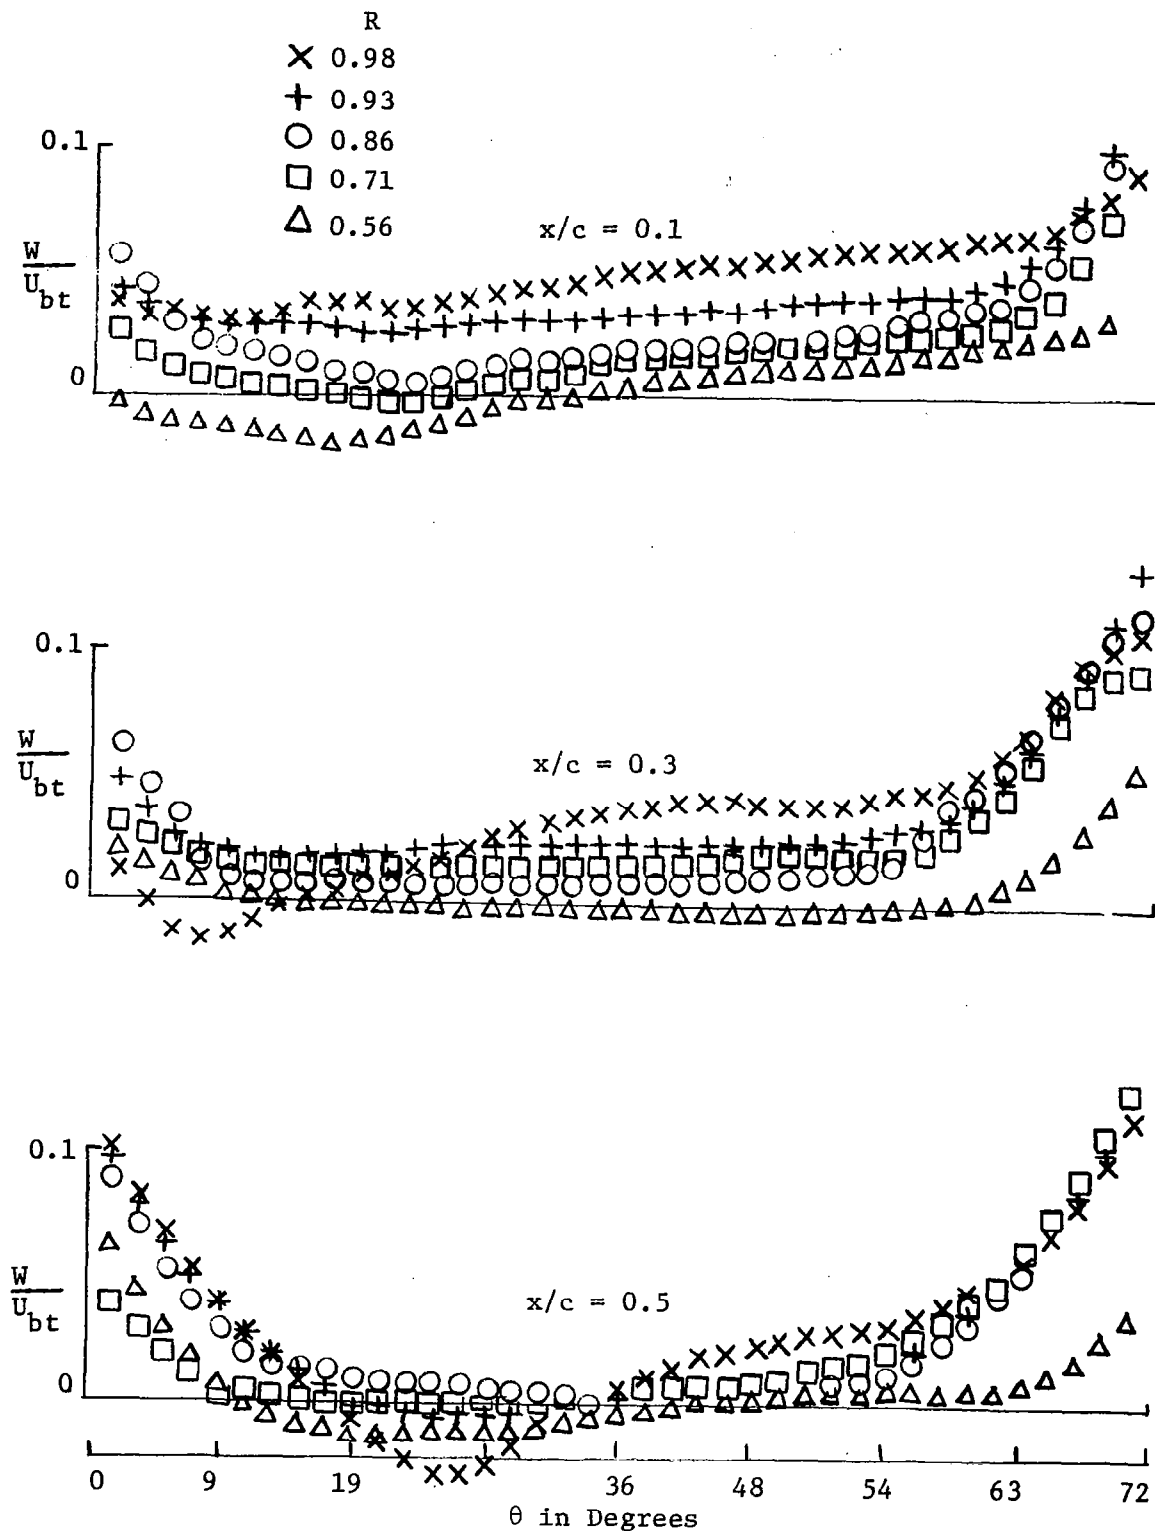 R
× 0.98
+ 0.93
○ 0.86
□ 0.71
△ 0.56
0.1
x/c = 0.1
W
U_bt
0
0.1
x/c = 0.3
W
U_bt
0
0.1
x/c = 0.5
W
U_bt
0
0 9 19 36 48 54 63 72
θ in Degrees